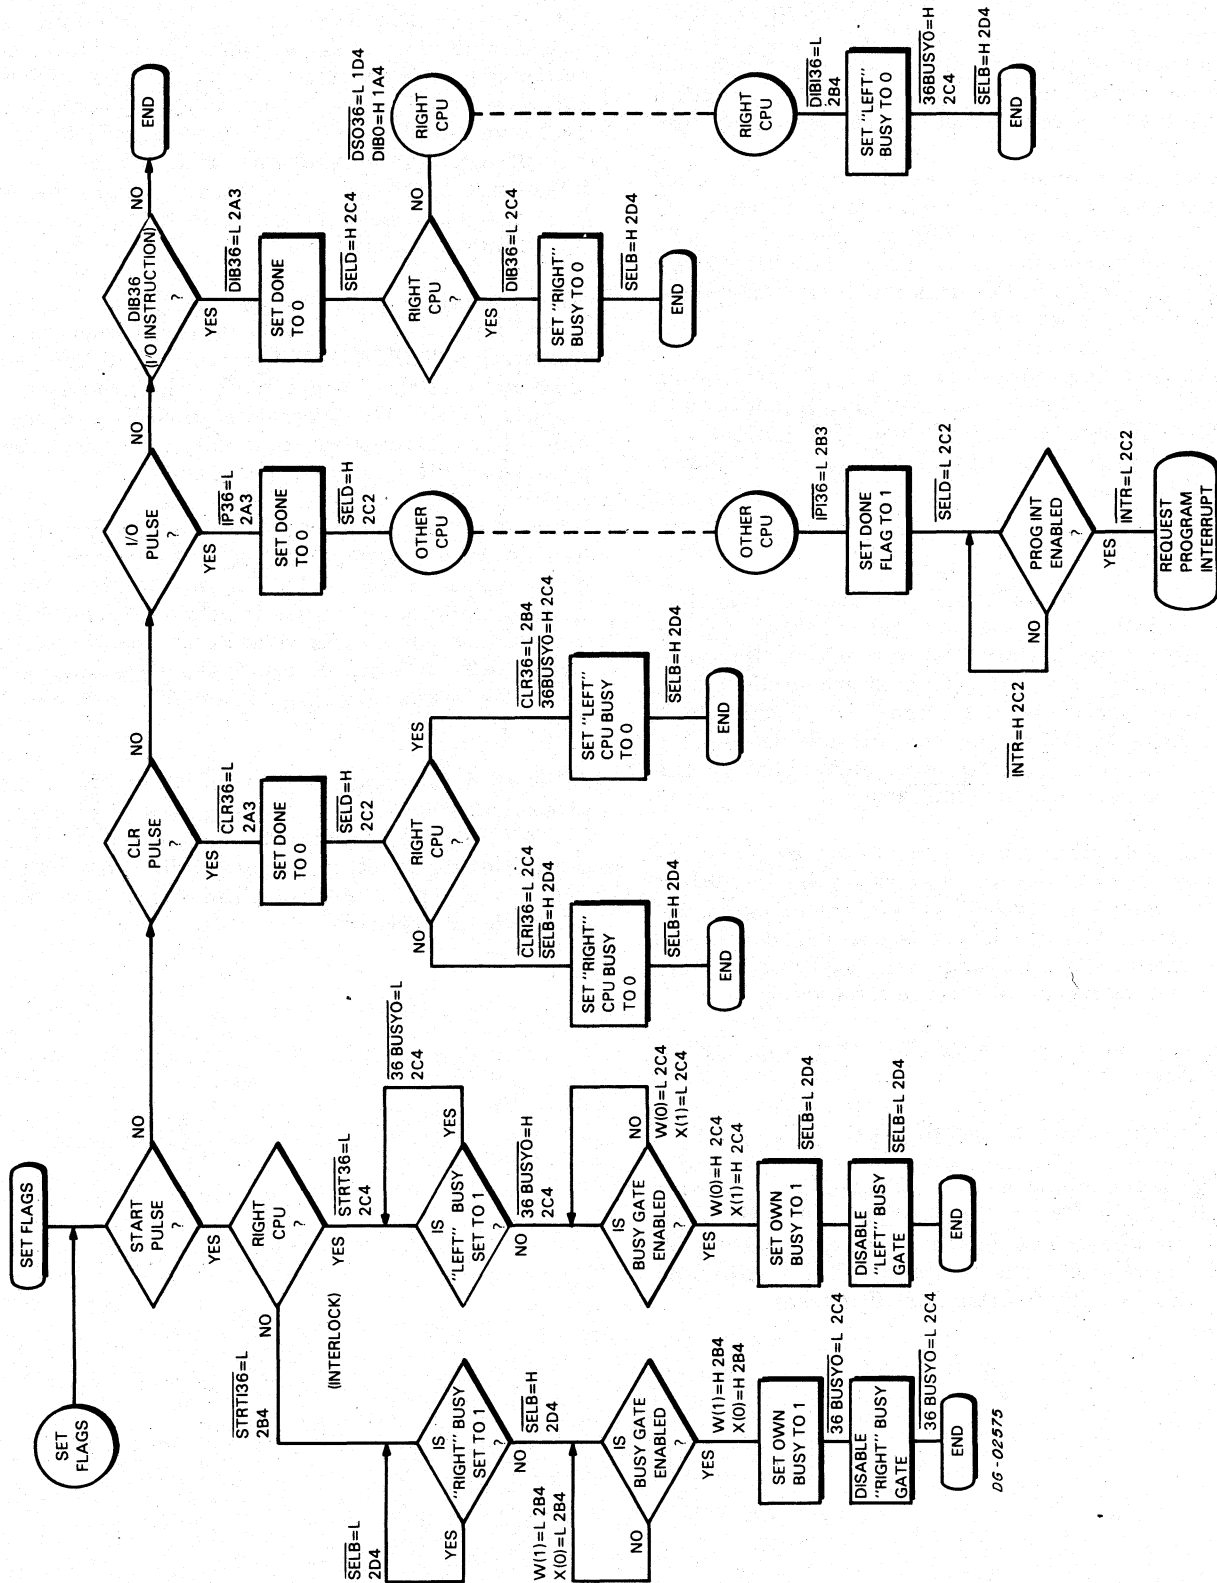 SET FLAGS
SET
FLAGS
START
PULSE
?
NO
YES
CLR
PULSE
?
NO
YES
I/O
PULSE
?
NO
YES
DIB36
(I/O INSTRUCTION)
?
NO
YES
END
RIGHT
CPU
?
NO
YES
STRTI36=L
2B4
(INTERLOCK)
STRT36=L
2C4
IS
"RIGHT" BUSY
SET TO 1
?
YES
SELB=L
2D4
NO
SELB=H
2D4
IS
BUSY GATE
ENABLED
?
NO
W(1)=L 2B4
X(0)=L 2B4
YES
W(1)=H 2B4
X(0)=H 2B4
SET OWN
BUSY TO 1
36 BUSYO=L 2C4
DISABLE
"RIGHT" BUSY
GATE
36 BUSYO=L 2C4
END
IS
"LEFT" BUSY
SET TO 1
?
YES
36 BUSYO=L
2C4
NO
36 BUSYO=H
2C4
IS
BUSY GATE
ENABLED
?
NO
W(0)=L 2C4
X(1)=L 2C4
YES
W(0)=H 2C4
X(1)=H 2C4
SET OWN
BUSY TO 1
SELB=L 2D4
DISABLE
"LEFT" BUSY
GATE
SELB=L 2D4
END
CLR36=L
2A3
SET DONE
TO 0
SELD=H
2C2
RIGHT
CPU
?
NO
YES
CLRI36=L 2C4
SELB=H 2D4
SET "RIGHT"
CPU BUSY
TO 0
SELB=H 2D4
END
CLR36=L 2B4
36BUSYO=H 2C4
SET "LEFT"
CPU BUSY
TO 0
SELB=H 2D4
END
IP36=L
2A3
SET DONE
TO 0
SELD=H
2C2
OTHER
CPU
OTHER
CPU
IPI36=L 2B3
SET DONE
FLAG TO 1
SELD=L 2C2
PROG INT
ENABLED
?
NO
INTR=H 2C2
YES
INTR=L 2C2
REQUEST
PROGRAM
INTERRUPT
DIB36=L 2A3
SET DONE
TO 0
SELD=H 2C4
RIGHT
CPU
?
NO
YES
DSO36=L 1D4
DIBO=H 1A4
RIGHT
CPU
DIB36=L 2C4
SET "RIGHT"
BUSY TO 0
SELB=H 2D4
END
RIGHT
CPU
DIBI36=L
2B4
SET "LEFT"
BUSY TO 0
36BUSYO=H
2C4
SELB=H 2D4
END
DG-02575